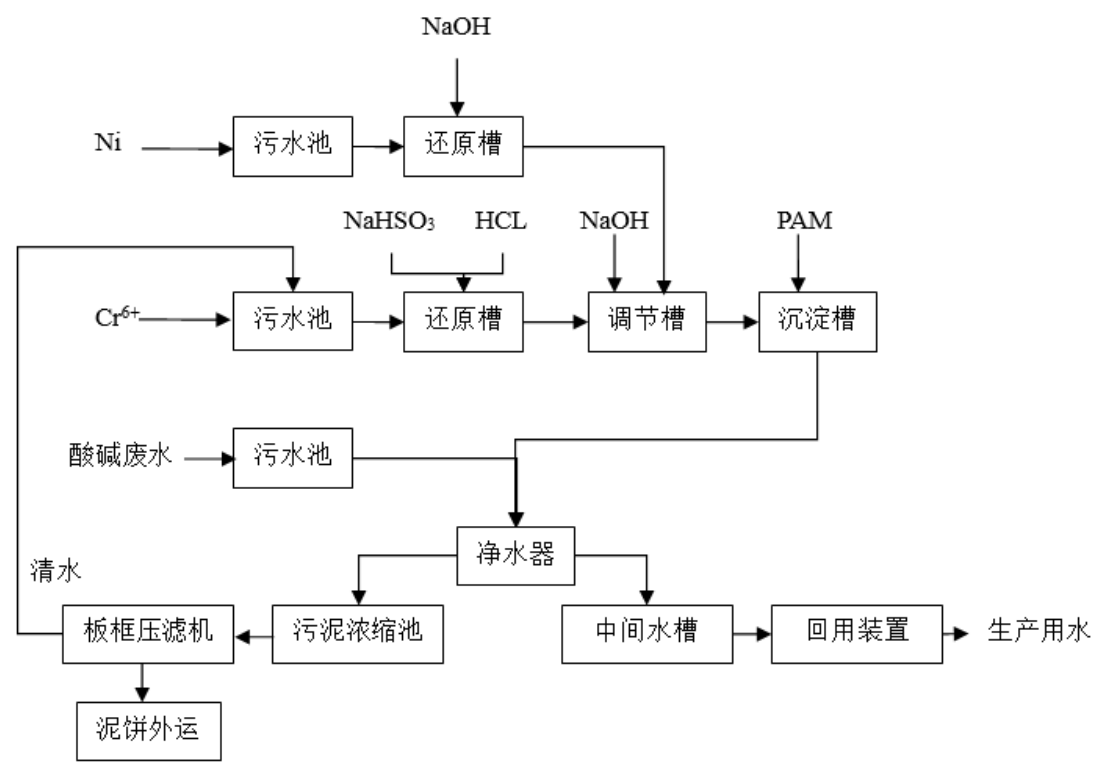 NaOH
Ni
污水池
还原槽
NaHSO₃
HCL
NaOH
PAM
Cr⁶⁺
污水池
还原槽
调节槽
沉淀槽
酸碱废水
污水池
净水器
清水
板框压滤机
污泥浓缩池
中间水槽
回用装置
生产用水
泥饼外运